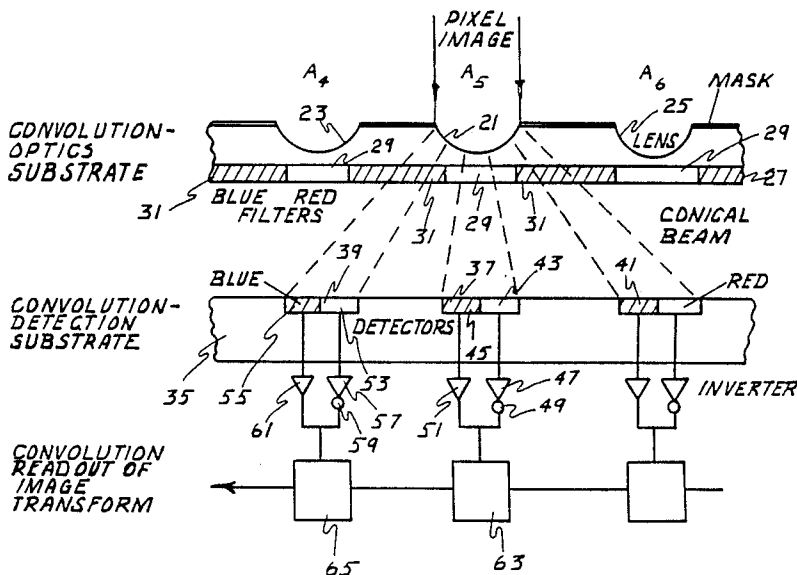 PIXEL
IMAGE
A4 A5 A6
MASK
23 21 25
CONVOLUTION-
OPTICS
SUBSTRATE
LENS
29 29
31 27
BLUE RED
FILTERS
31 29 31
CONICAL
BEAM
BLUE 39 37 43 41 RED
CONVOLUTION-
DETECTION
SUBSTRATE
DETECTORS
35 55 53 45
61 57 59 51 47 49
INVERTER
CONVOLUTION
READOUT OF
IMAGE
TRANSFORM
65 63